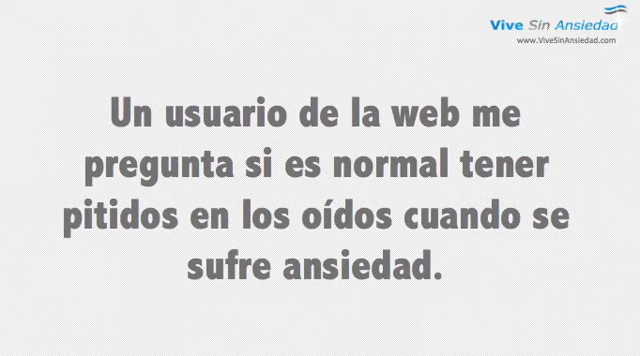 Vive Sin Ansiedad
www.ViveSinAnsiedad.com
Un usuario de la web me
pregunta si es normal tener
pitidos en los oídos cuando se
sufre ansiedad.